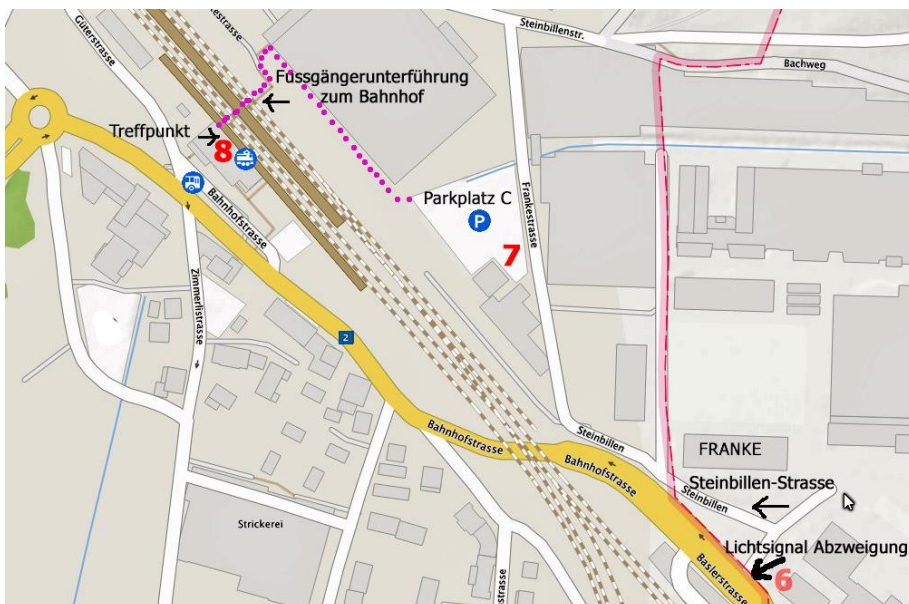 Steinbillenstr.
Güterstrasse
estrasse
Bachweg
Fussgängerunterführung
zum Bahnhof
Treffpunkt
8
Parkplatz C
P
Frankestrasse
7
Bahnhofstrasse
Zimmerlistrasse
2
Bahnhofstrasse
Steinbillen
Bahnhofstrasse
FRANKE
Steinbillen-Strasse
Steinbillen
Strickerei
Lichtsignal Abzweigung
6
Baslerstrasse